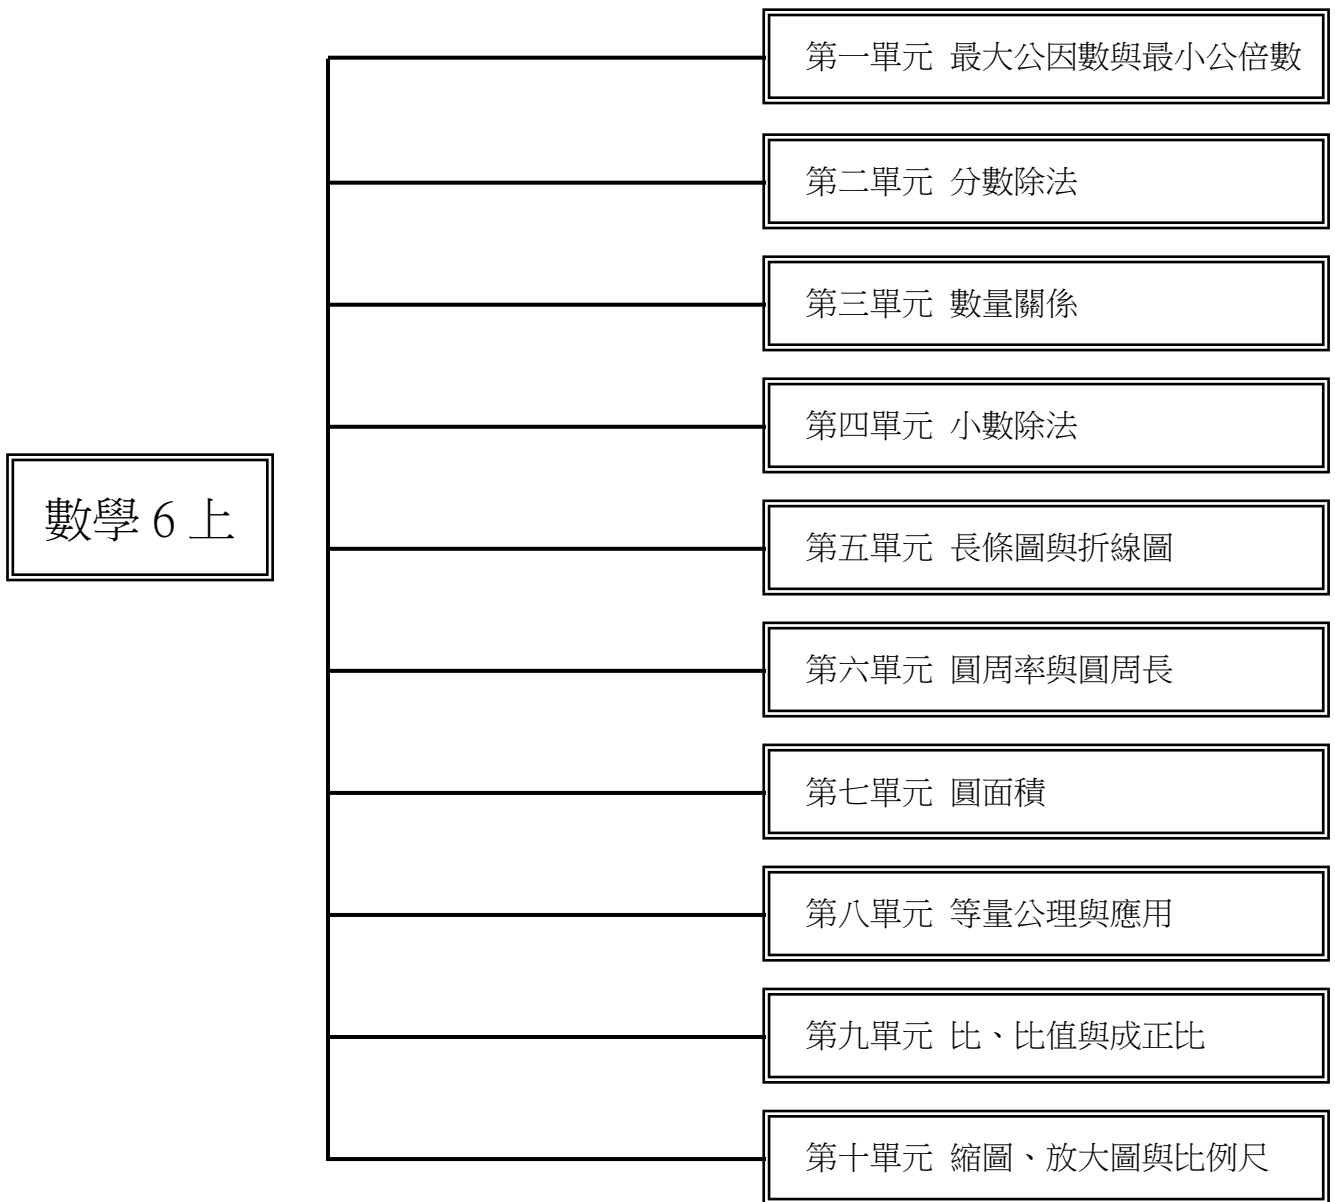 第一單元 最大公因數與最小公倍數
第二單元 分數除法
第三單元 數量關係
第四單元 小數除法
數學 6 上
第五單元 長條圖與折線圖
第六單元 圓周率與圓周長
第七單元 圓面積
第八單元 等量公理與應用
第九單元 比、比值與成正比
第十單元 縮圖、放大圖與比例尺